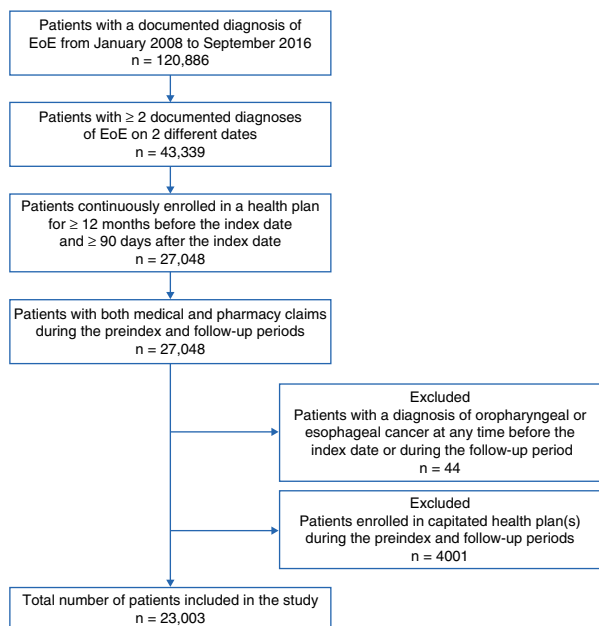 Patients with a documented diagnosis of
EoE from January 2008 to September 2016
n = 120,886
Patients with ≥ 2 documented diagnoses
of EoE on 2 different dates
n = 43,339
Patients continuously enrolled in a health plan
for ≥ 12 months before the index date
and ≥ 90 days after the index date
n = 27,048
Patients with both medical and pharmacy claims
during the preindex and follow-up periods
n = 27,048
Excluded
Patients with a diagnosis of oropharyngeal or
esophageal cancer at any time before the
index date or during the follow-up period
n = 44
Excluded
Patients enrolled in capitated health plan(s)
during the preindex and follow-up periods
n = 4001
Total number of patients included in the study
n = 23,003